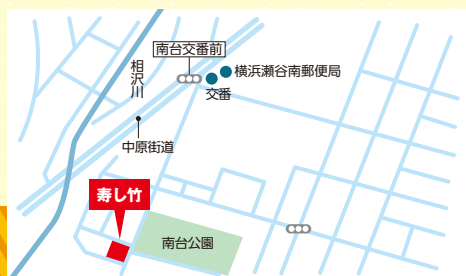 南台交番前
横浜瀬谷南郵便局
交番
相沢川
中原街道
寿し竹
南台公園